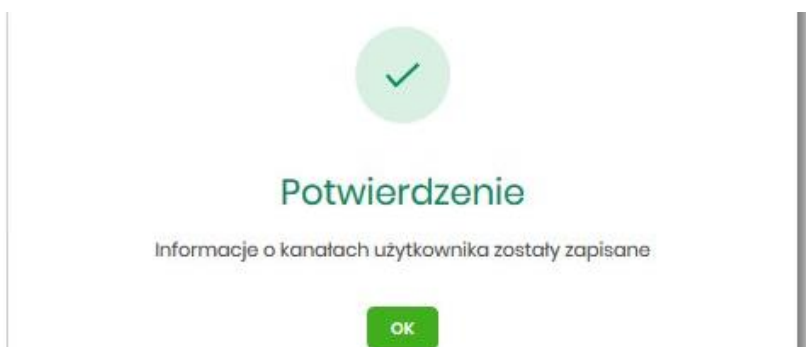 Potwierdzenie
Informacje o kanałach użytkownika zostały zapisane
OK